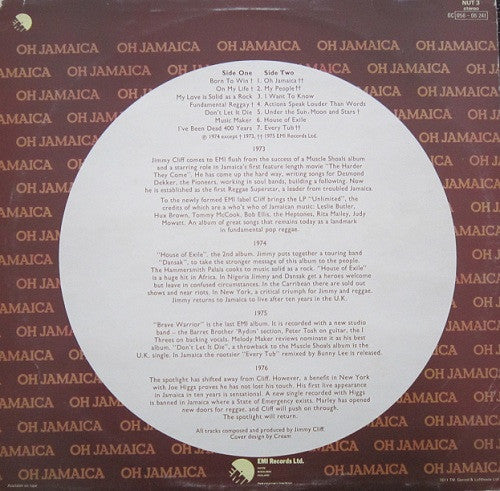 NUT 3
stereo
OH JAMAICA OH JAMAICA OH JAMAICA OH JAMAICA
Side One Side Two
Born To Win † 1. Oh Jamaica ††
On My Life † 2. My People ††
My Love is Solid as a Rock 3. I Want To Know
Fundamental Reggay † 4. Actions Speak Louder Than Words
Don't Let It Die 5. Under the Sun, Moon and Stars †
Music Maker 6. House of Exile
I've Been Dead 400 Years 7. Every Tub ††
℗ 1974 except † 1973, †† 1975 EMI Records Ltd.
1973
Jimmy Cliff comes to EMI flush from the success of a Muscle Shoals album
and a starring role in Jamaica's first feature length movie "The Harder
They Come". He has come up the hard way, writing songs for Desmond
Dekker, the Pioneers, working in soul bands, building a following. Now
he is established as the first Reggae Superstar, a leader from troubled Jamaica.
To the newly formed EMI label Cliff brings the LP "Unlimited", the
credits of which are a who's who of Jamaican music: Leslie Butler,
Hux Brown, Tommy McCook, Bob Ellis, the Heptones, Rita Mailey, Judy
Mowatt. An album of great songs that remains today as a landmark
in fundamental pop reggae.
1974
"House of Exile", the 2nd album. Jimmy puts together a touring band
"Dansak", to take the stronger message of this album to the people.
The Hammersmith Palais cooks to music solid as a rock. "House of Exile"
is a huge hit in Africa. In Nigeria Jimmy and Dansak get a heroes welcome
but leave in confused circumstances. In the Carribean there are sold out
shows and near riots. In New York, a critical triumph for Jimmy and reggae.
Jimmy returns to Jamaica to live after ten years in the U.K.
1975
"Brave Warrior" is the last EMI album. It is recorded with a new studio
band – the Barret Brother 'Rydim' section, Peter Tosh on guitar, the I
Threes on backing vocals. Melody Maker reviews nominate it as his best
album. "Don't Let It Die", a throwback to the Muscle Shoals album is the
U.K. single. In Jamaica the rootsier "Every Tub" remixed by Bunny Lee is released.
1976
The spotlight has shifted away from Cliff. However, a benefit in New York
with Joe Higgs proves he has not lost his touch. His first live appearance
in Jamaica in ten years is sensational. A new single recorded with Higgs
is banned in Jamaica where a State of Emergency exists. Marley has opened
new doors for reggae, and Cliff will push on through.
The spotlight will return.
All tracks composed and produced by Jimmy Cliff.
Cover design by Cream
EMI
EMI Records Ltd.
OH JAMAICA OH JAMAICA OH JAMAICA OH JAMAICA